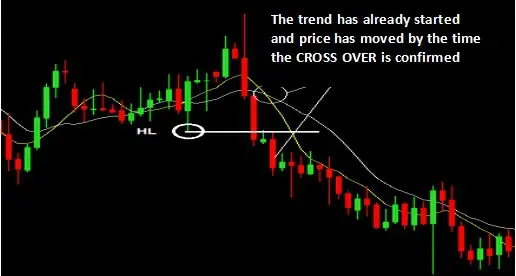 The trend has already started
and price has moved by the time
the CROSS OVER is confirmed
HL